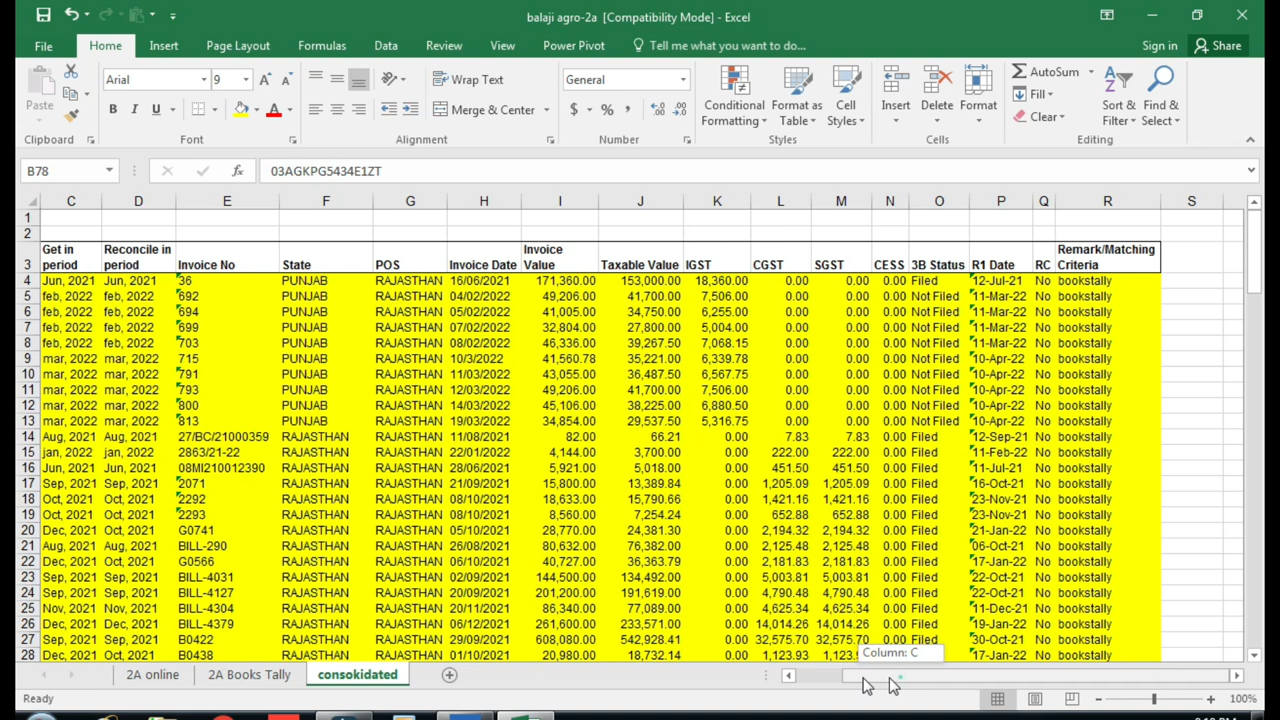 balaji agro-2a [Compatibility Mode] - Excel
File Home Insert Page Layout Formulas Data Review View Power Pivot Tell me what you want to do... Sign in Share
Paste Arial 9 B I U A Wrap Text Merge & Center General $ % , Conditional Formatting Format as Table Cell Styles Insert Delete Format AutoSum Fill Clear Sort & Filter Find & Select
Clipboard Font Alignment Number Styles Cells Editing
B78 fx 03AGKPG5434E1ZT
C D E F G H I J K L M N O P Q R S
1
2
3 Get in period Reconcile in period Invoice No State POS Invoice Date Invoice Value Taxable Value IGST CGST SGST CESS 3B Status R1 Date RC Remark/Matching Criteria
4 Jun, 2021 Jun, 2021 36 PUNJAB RAJASTHAN 16/06/2021 171,360.00 153,000.00 18,360.00 0.00 0.00 0.00 Filed 12-Jul-21 No bookstally
5 feb, 2022 feb, 2022 692 PUNJAB RAJASTHAN 04/02/2022 49,206.00 41,700.00 7,506.00 0.00 0.00 0.00 Not Filed 11-Mar-22 No bookstally
6 feb, 2022 feb, 2022 694 PUNJAB RAJASTHAN 05/02/2022 41,005.00 34,750.00 6,255.00 0.00 0.00 0.00 Not Filed 11-Mar-22 No bookstally
7 feb, 2022 feb, 2022 699 PUNJAB RAJASTHAN 07/02/2022 32,804.00 27,800.00 5,004.00 0.00 0.00 0.00 Not Filed 11-Mar-22 No bookstally
8 feb, 2022 feb, 2022 703 PUNJAB RAJASTHAN 08/02/2022 46,336.00 39,267.50 7,068.15 0.00 0.00 0.00 Not Filed 11-Mar-22 No bookstally
9 mar, 2022 mar, 2022 715 PUNJAB RAJASTHAN 10/3/2022 41,560.78 35,221.00 6,339.78 0.00 0.00 0.00 Not Filed 10-Apr-22 No bookstally
10 mar, 2022 mar, 2022 791 PUNJAB RAJASTHAN 11/03/2022 43,055.00 36,487.50 6,567.75 0.00 0.00 0.00 Not Filed 10-Apr-22 No bookstally
11 mar, 2022 mar, 2022 793 PUNJAB RAJASTHAN 12/03/2022 49,206.00 41,700.00 7,506.00 0.00 0.00 0.00 Not Filed 10-Apr-22 No bookstally
12 mar, 2022 mar, 2022 800 PUNJAB RAJASTHAN 14/03/2022 45,106.00 38,225.00 6,880.50 0.00 0.00 0.00 Not Filed 10-Apr-22 No bookstally
13 mar, 2022 mar, 2022 813 PUNJAB RAJASTHAN 19/03/2022 34,854.00 29,537.50 5,316.75 0.00 0.00 0.00 Not Filed 10-Apr-22 No bookstally
14 Aug, 2021 Aug, 2021 27/BC/21000359 RAJASTHAN RAJASTHAN 11/08/2021 82.00 66.21 0.00 7.83 7.83 0.00 Filed 12-Sep-21 No bookstally
15 jan, 2022 jan, 2022 2863/21-22 RAJASTHAN RAJASTHAN 22/01/2022 4,144.00 3,700.00 0.00 222.00 222.00 0.00 Filed 11-Feb-22 No bookstally
16 Jun, 2021 Jun, 2021 08MI210012390 RAJASTHAN RAJASTHAN 28/06/2021 5,921.00 5,018.00 0.00 451.50 451.50 0.00 Filed 11-Jul-21 No bookstally
17 Sep, 2021 Sep, 2021 2071 RAJASTHAN RAJASTHAN 21/09/2021 15,800.00 13,389.84 0.00 1,205.09 1,205.09 0.00 Filed 16-Oct-21 No bookstally
18 Oct, 2021 Oct, 2021 2292 RAJASTHAN RAJASTHAN 08/10/2021 18,633.00 15,790.66 0.00 1,421.16 1,421.16 0.00 Filed 23-Nov-21 No bookstally
19 Oct, 2021 Oct, 2021 2293 RAJASTHAN RAJASTHAN 08/10/2021 8,560.00 7,254.24 0.00 652.88 652.88 0.00 Filed 23-Nov-21 No bookstally
20 Dec, 2021 Oct, 2021 G0741 RAJASTHAN RAJASTHAN 05/10/2021 28,770.00 24,381.30 0.00 2,194.32 2,194.32 0.00 Filed 21-Jan-22 No bookstally
21 Aug, 2021 Aug, 2021 BILL-290 RAJASTHAN RAJASTHAN 26/08/2021 80,632.00 76,382.00 0.00 2,125.48 2,125.48 0.00 Filed 06-Oct-21 No bookstally
22 Dec, 2021 Oct, 2021 G0566 RAJASTHAN RAJASTHAN 06/10/2021 40,727.00 36,363.79 0.00 2,181.83 2,181.83 0.00 Filed 17-Jan-22 No bookstally
23 Sep, 2021 Sep, 2021 BILL-4031 RAJASTHAN RAJASTHAN 02/09/2021 144,500.00 134,492.00 0.00 5,003.81 5,003.81 0.00 Filed 22-Oct-21 No bookstally
24 Sep, 2021 Sep, 2021 BILL-4127 RAJASTHAN RAJASTHAN 02/09/2021 201,200.00 191,619.00 0.00 4,790.48 4,790.48 0.00 Filed 22-Oct-21 No bookstally
25 Nov, 2021 Nov, 2021 BILL-4304 RAJASTHAN RAJASTHAN 20/11/2021 86,340.00 77,089.00 0.00 4,625.34 4,625.34 0.00 Filed 11-Dec-21 No bookstally
26 Dec, 2021 Dec, 2021 BILL-4379 RAJASTHAN RAJASTHAN 06/12/2021 261,600.00 233,571.00 0.00 14,014.26 14,014.26 0.00 Filed 19-Jan-22 No bookstally
27 Sep, 2021 Sep, 2021 B0422 RAJASTHAN RAJASTHAN 29/09/2021 608,080.00 542,928.41 0.00 32,575.70 32,575.70 0.00 Filed 30-Oct-21 No bookstally
28 Dec, 2021 Oct, 2021 B0438 RAJASTHAN RAJASTHAN 01/10/2021 20,980.00 18,732.14 0.00 1,123.93 Filed 17-Jan-22 No bookstally
Column: C
2A online 2A Books Tally consokidated
Ready 100%